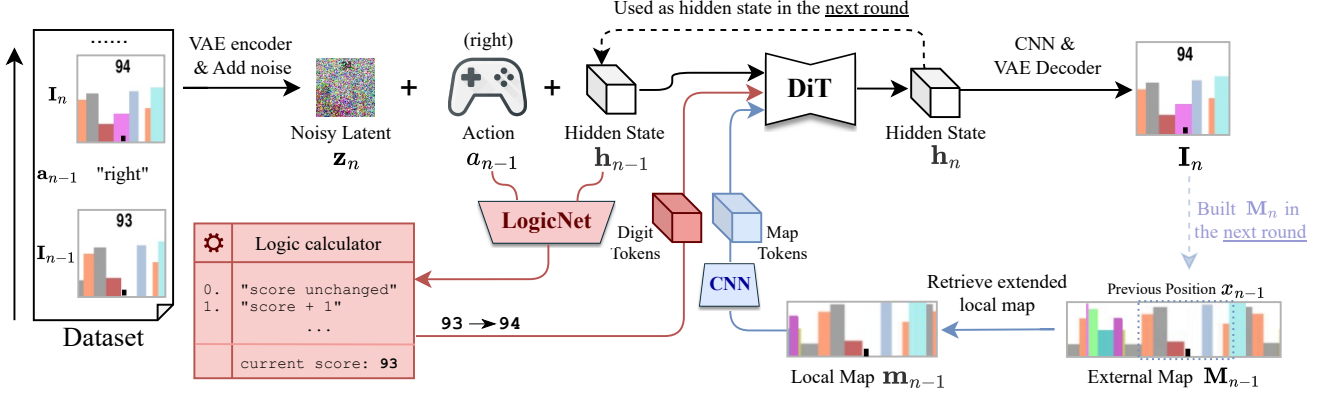 Used as hidden state in the next round
......
94
I_n
a_{n-1} "right"
93
I_{n-1}
Dataset
VAE encoder
& Add noise
Noisy Latent
z_n
+
(right)
Action
a_{n-1}
+
Hidden State
h_{n-1}
DiT
Hidden State
h_n
CNN &
VAE Decoder
94
I_n
LogicNet
Logic calculator
0. "score unchanged"
1. "score + 1"
...
current score: 93
93 → 94
Digit
Tokens
Map
Tokens
CNN
Built M_n in
the next round
Retrieve extended
local map
Previous Position x_{n-1}
Local Map m_{n-1}
External Map M_{n-1}